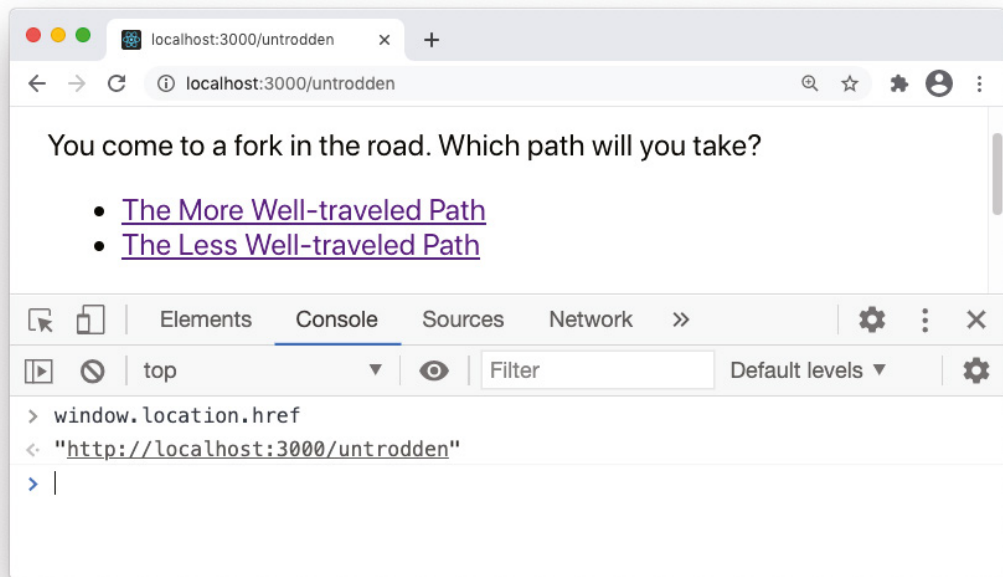 localhost:3000/untrodden
localhost:3000/untrodden
You come to a fork in the road. Which path will you take?
The More Well-traveled Path
The Less Well-traveled Path
Elements Console Sources Network »
top Filter Default levels
> window.location.href
"http://localhost:3000/untrodden"
>